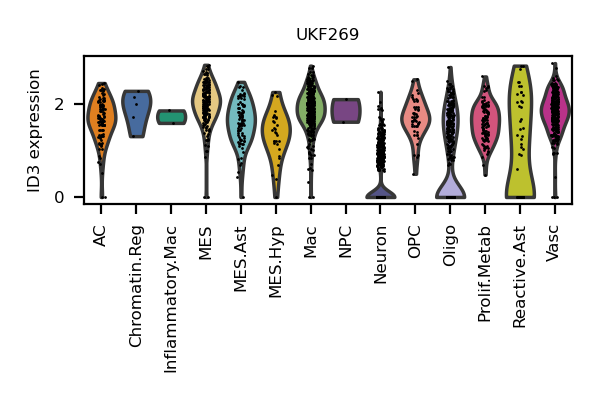 UKF269
ID3 expression
2
0
AC
Chromatin.Reg
Inflammatory.Mac
MES
MES.Ast
MES.Hyp
Mac
NPC
Neuron
OPC
Oligo
Prolif.Metab
Reactive.Ast
Vasc